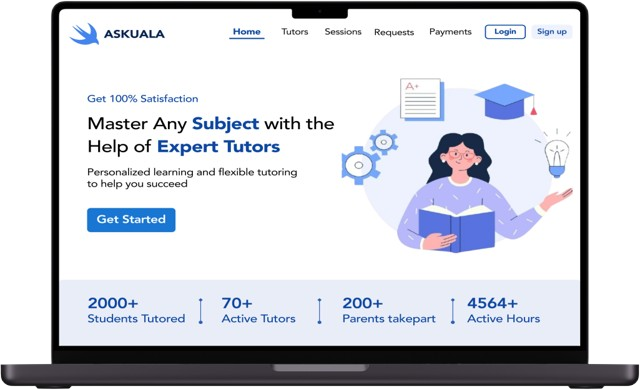 ASKUALA
Home Tutors Sessions Requests Payments Login Sign up
Get 100% Satisfaction
Master Any Subject with the
Help of Expert Tutors
Personalized learning and flexible tutoring
to help you succeed
Get Started
A+
2000+
Students Tutored
70+
Active Tutors
200+
Parents takepart
4564+
Active Hours